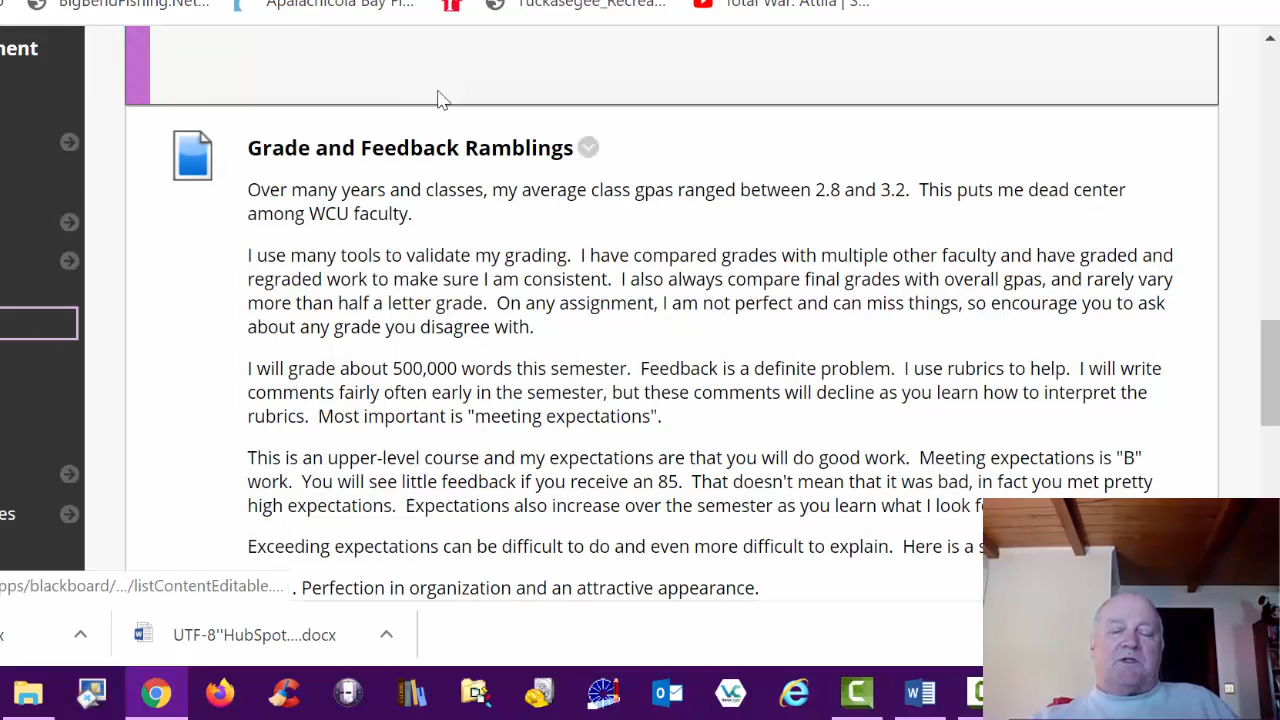 BigBendFishing.Net...
Apalachicola Bay Fi...
Tuckasegee_Recrea...
Total War: Attila | S...
nent
Grade and Feedback Ramblings
Over many years and classes, my average class gpas ranged between 2.8 and 3.2. This puts me dead center
among WCU faculty.
I use many tools to validate my grading. I have compared grades with multiple other faculty and have graded and
regraded work to make sure I am consistent. I also always compare final grades with overall gpas, and rarely vary
more than half a letter grade. On any assignment, I am not perfect and can miss things, so encourage you to ask
about any grade you disagree with.
I will grade about 500,000 words this semester. Feedback is a definite problem. I use rubrics to help. I will write
comments fairly often early in the semester, but these comments will decline as you learn how to interpret the
rubrics. Most important is "meeting expectations".
This is an upper-level course and my expectations are that you will do good work. Meeting expectations is "B"
work. You will see little feedback if you receive an 85. That doesn't mean that it was bad, in fact you met pretty
high expectations. Expectations also increase over the semester as you learn what I look f
es
Exceeding expectations can be difficult to do and even more difficult to explain. Here is a s
pps/blackboard/.../listContentEditable....
. Perfection in organization and an attractive appearance.
x
UTF-8''HubSpot....docx